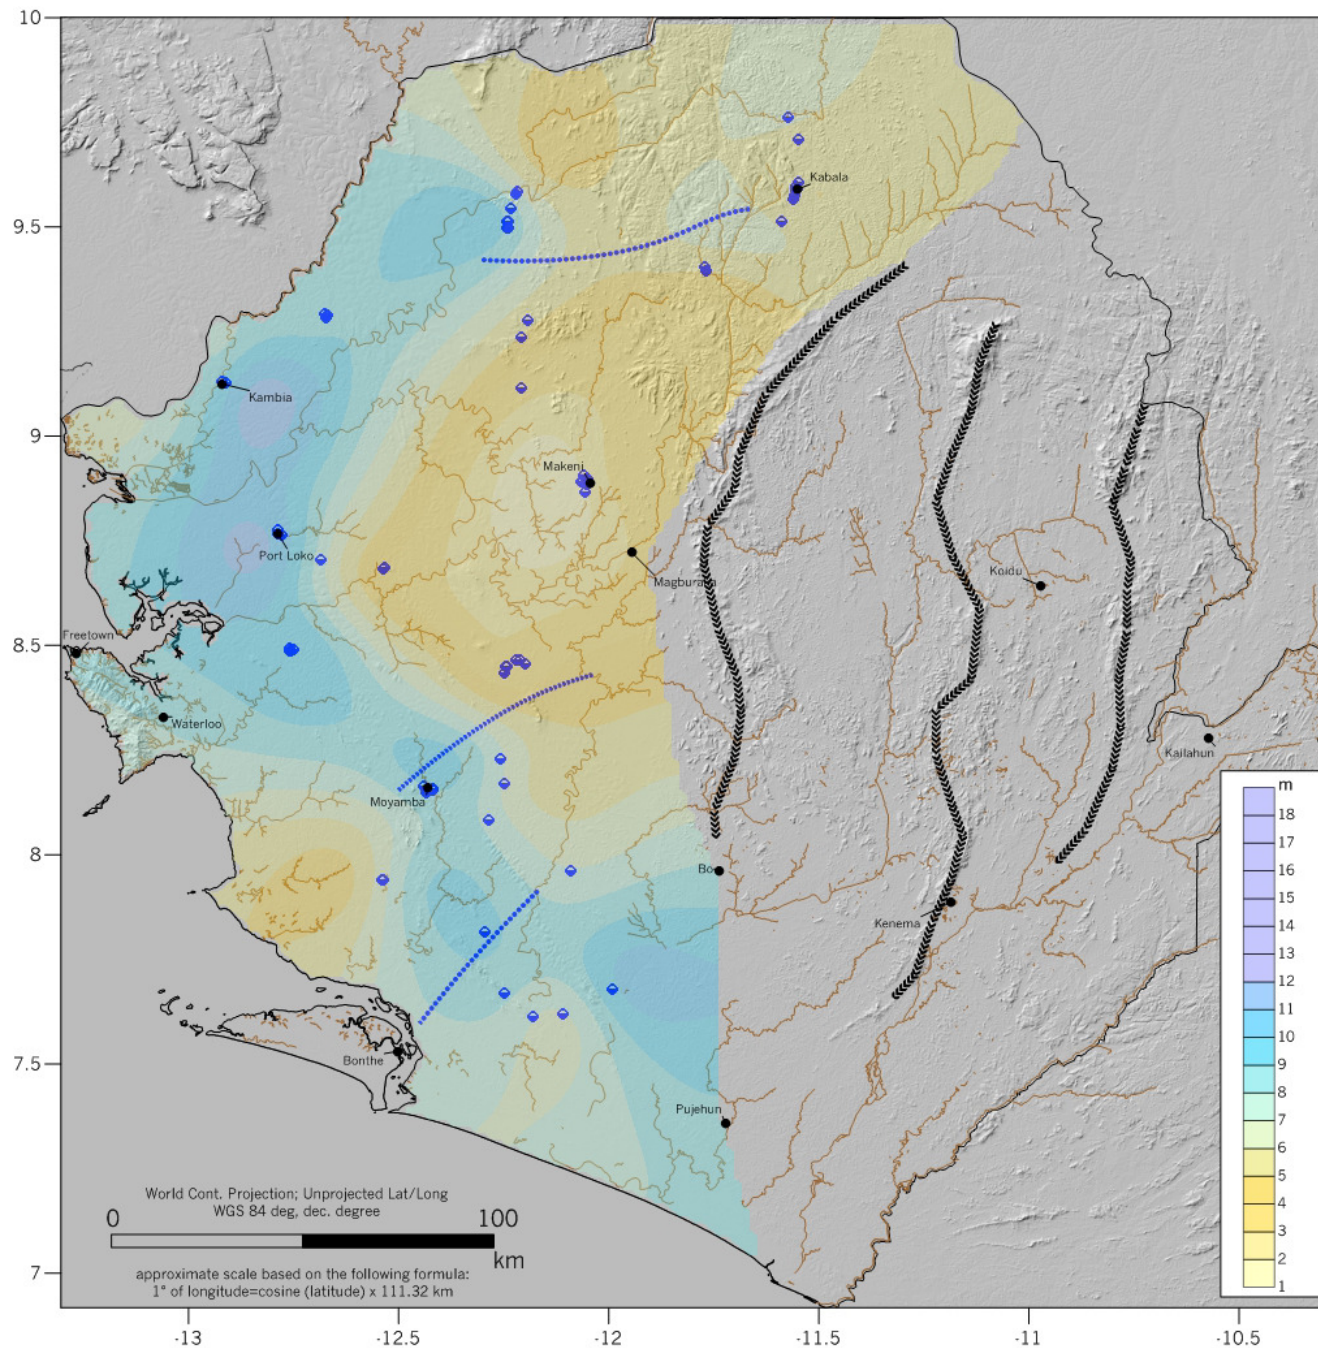 10
9.5
9
8.5
8
7.5
7
Kabala
Kambia
Makeni
Port Loko
Magburaka
Koidu
Freetown
Waterloo
Kailahun
Moyamba
Bo
Kenema
Bonthe
Pujehun
m
18
17
16
15
14
13
12
11
10
9
8
7
6
5
4
3
2
1
World Cont. Projection; Unprojected Lat/Long
WGS 84 deg, dec. degree
0 100
km
approximate scale based on the following formula:
1° of longitude=cosine (latitude) x 111.32 km
-13 -12.5 -12 -11.5 -11 -10.5